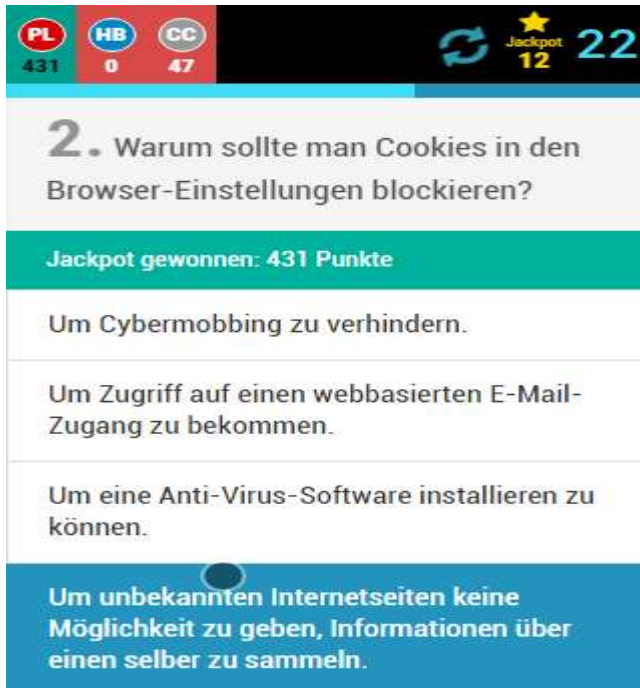 PL HB CC
431 0 47
Jackpot
12
22
2. Warum sollte man Cookies in den
Browser-Einstellungen blockieren?
Jackpot gewonnen: 431 Punkte
Um Cybermobbing zu verhindern.
Um Zugriff auf einen webbasierten E-Mail-
Zugang zu bekommen.
Um eine Anti-Virus-Software installieren zu
können.
Um unbekannten Internetseiten keine
Möglichkeit zu geben, Informationen über
einen selber zu sammeln.